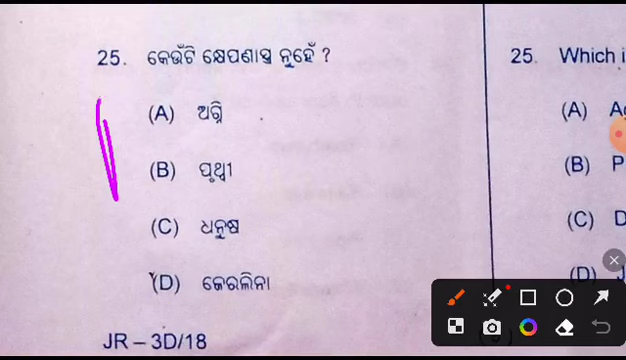 25. କେଉଁଟି କ୍ଷେପଣାସ୍ତ୍ର ନୁହେଁ ?
(A) ଅଗ୍ନି
(B) ପୃଥ୍ୱୀ
(C) ଧନୁଷ
(D) କେରଲିନା
JR – 3D/18
25. Which i
(A) A
(B) P
(C) D
(D) J